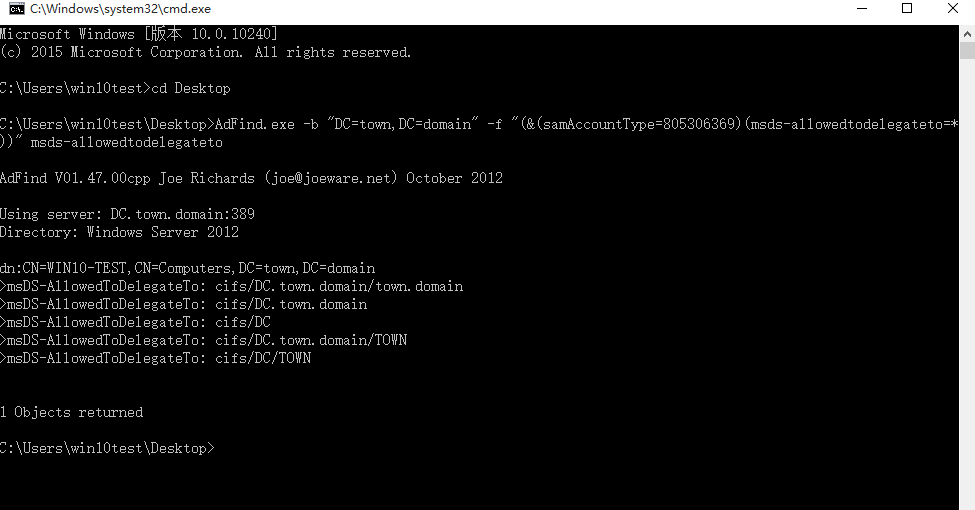 C:\Windows\system32\cmd.exe
Microsoft Windows [版本 10.0.10240]
(c) 2015 Microsoft Corporation. All rights reserved.
C:\Users\win10test>cd Desktop
C:\Users\win10test\Desktop>AdFind.exe -b "DC=town,DC=domain" -f "(&(samAccountType=805306369)(msds-allowedtodelegateto=*
))" msds-allowedtodelegateto
AdFind V01.47.00cpp Joe Richards (joe@joeware.net) October 2012
Using server: DC.town.domain:389
Directory: Windows Server 2012
dn:CN=WIN10-TEST,CN=Computers,DC=town,DC=domain
>msDS-AllowedToDelegateTo: cifs/DC.town.domain/town.domain
>msDS-AllowedToDelegateTo: cifs/DC.town.domain
>msDS-AllowedToDelegateTo: cifs/DC
>msDS-AllowedToDelegateTo: cifs/DC.town.domain/TOWN
>msDS-AllowedToDelegateTo: cifs/DC/TOWN
1 Objects returned
C:\Users\win10test\Desktop>